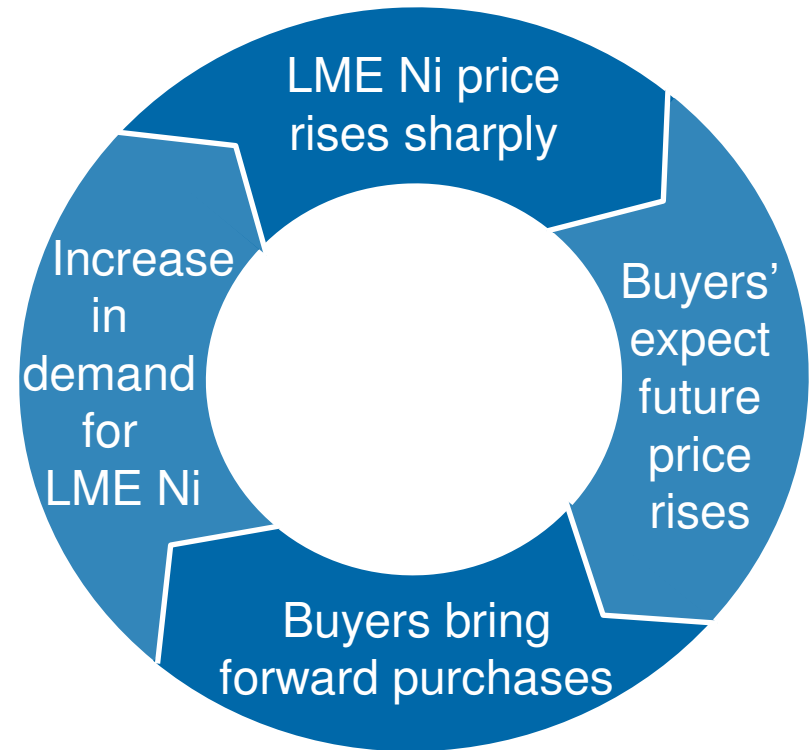 LME Ni price
rises sharply
Buyers’
expect
future
price
rises
Buyers bring
forward purchases
Increase
in
demand
for
LME Ni